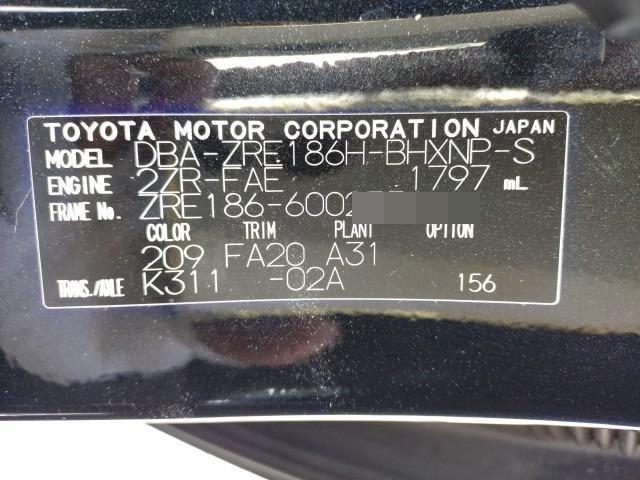 TOYOTA MOTOR CORPORATION JAPAN
MODEL DBA-ZRE186H-BHXNP-S
ENGINE 2ZR-FAE 1797 mL
FRAME No. ZRE186-6002
COLOR TRIM PLANT OPTION
209 FA20 A31
TRANS./AXLE K311 -02A 156